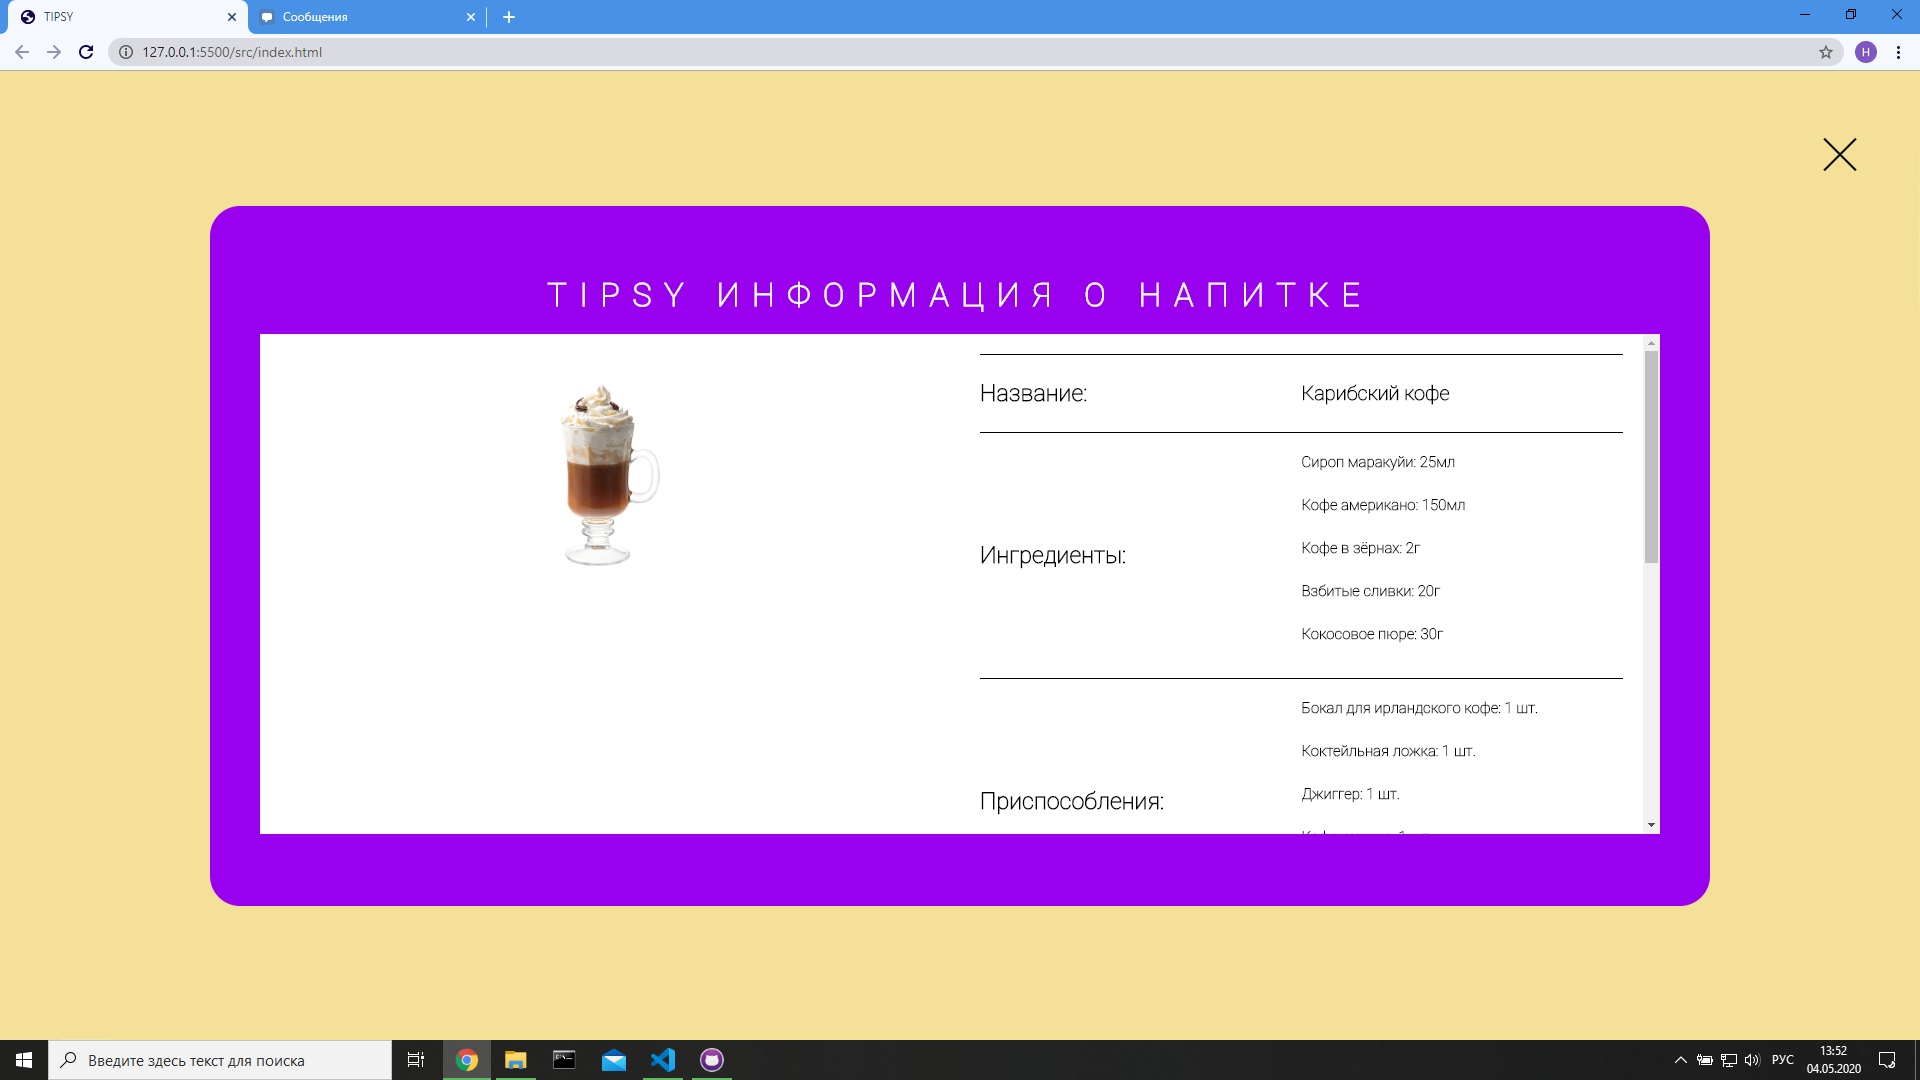 TIPSY
Сообщения
127.0.0.1:5500/src/index.html
H
TIPSY ИНФОРМАЦИЯ О НАПИТКЕ
Название:
Карибский кофе
Ингредиенты:
Сироп маракуйи: 25мл
Кофе американо: 150мл
Кофе в зёрнах: 2г
Взбитые сливки: 20г
Кокосовое пюре: 30г
Приспособления:
Бокал для ирландского кофе: 1 шт.
Коктейльная ложка: 1 шт.
Джиггер: 1 шт.
Введите здесь текст для поиска
РУС
13:52
04.05.2020